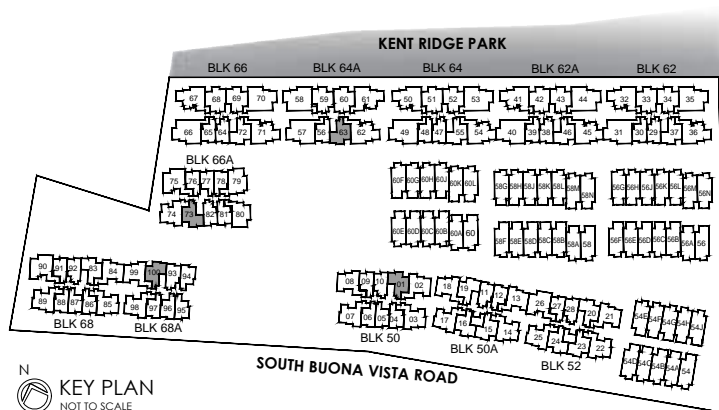 KENT RIDGE PARK
BLK 66 BLK 64A BLK 64 BLK 62A BLK 62
67 68 69 70 58 59 60 61 50 51 52 53 41 42 43 44 32 33 34 35
66 65 64 72 71 57 56 63 62 49 48 47 55 54 40 39 38 46 45 31 30 29 37 36
BLK 66A
75 76 77 78 79 60F 60G 60H 60J 60K 60L 58G 58H 58J 58K 58L 58M 58N 56G 56H 56J 56K 56L 56M 56N
74 73 82 81 80 60E 60D 60C 60B 60A 60 58F 58E 58D 58C 58B 58A 58 56F 56E 56D 56C 56B 56A 56
90 91 92 83 84 99 100 93 94 08 09 10 01 02 18 19 11 12 13 26 27 28 20 21 54E 54F 54G 54H 54J
89 88 87 86 85 98 97 96 95 07 06 05 04 03 17 16 15 14 25 24 23 22 54D 54C 54B 54A 54
BLK 68 BLK 68A BLK 50 BLK 50A BLK 52
SOUTH BUONA VISTA ROAD
N
KEY PLAN
NOT TO SCALE